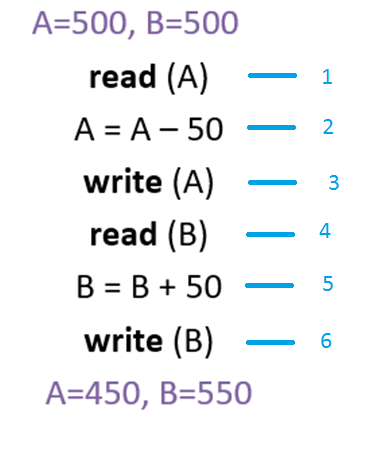 A=500, B=500
read (A) 1
A = A – 50 2
write (A) 3
read (B) 4
B = B + 50 5
write (B) 6
A=450, B=550